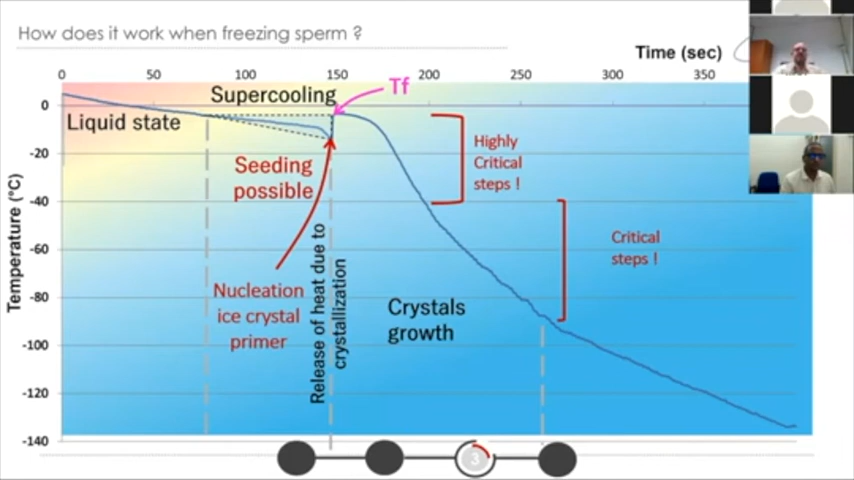 How does it work when freezing sperm ?
Time (sec)
0 50 100 150 200 250 300 350
Supercooling
Tf
Liquid state
Seeding
possible
Highly
Critical
steps !
Critical
steps !
Nucleation
ice crystal
primer
Release of heat due to
crystallization
Crystals
growth
Temperature (°C)
0
-20
-40
-60
-80
-100
-120
-140
3